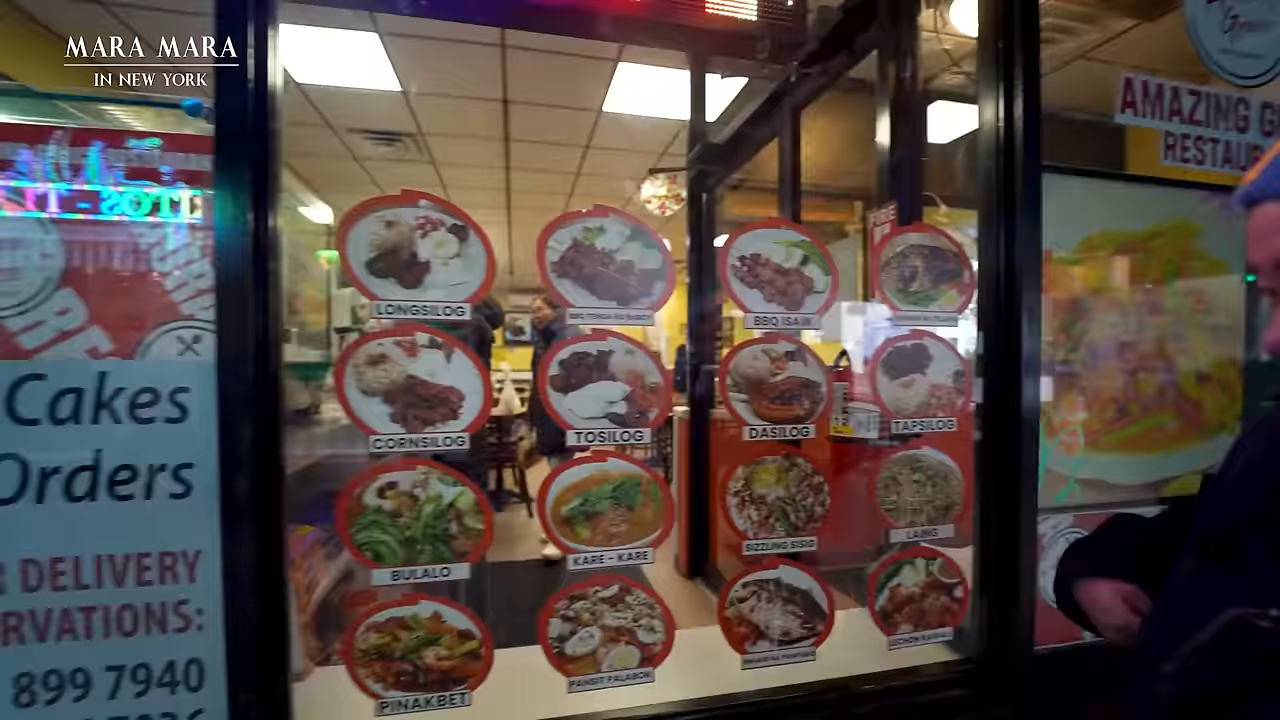 MARA MARA
IN NEW YORK
AMAZING G
RESTAU
LONGSILOG
BBQ ISAW
CORNSILOG
TOSILOG
DASILOG
TAPSILOG
BULALO
KARE - KARE
SIZZLING SISIG
LAING
PINAKBET
PANSIT PALABOK
Cakes
Orders
DELIVERY
RVATIONS:
899 7940